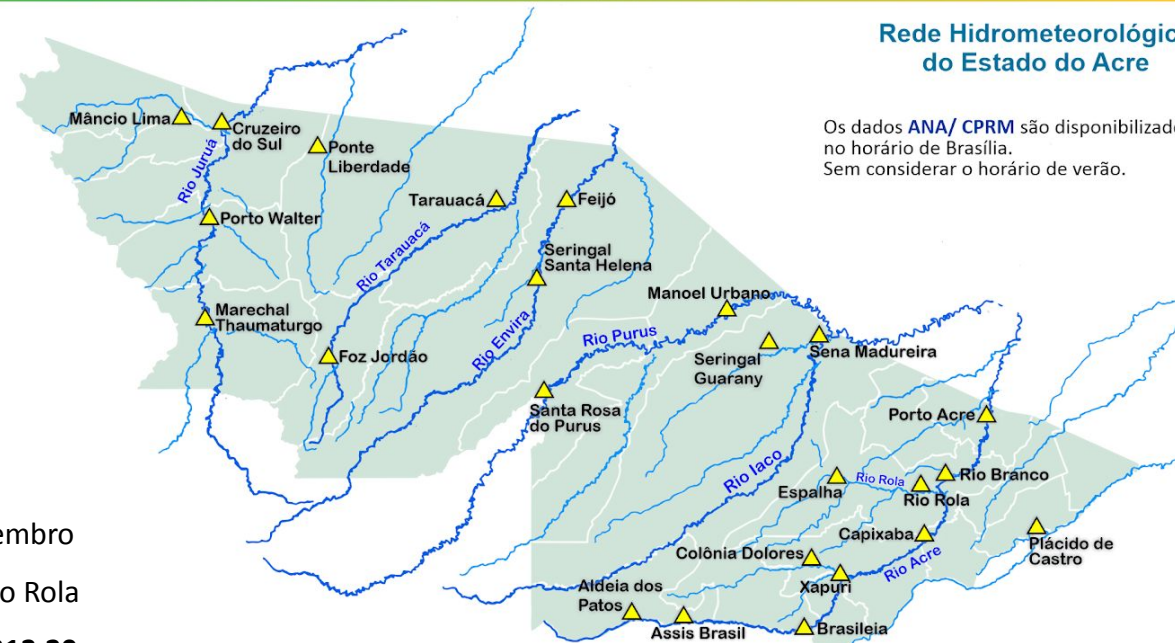 Rede Hidrometeorológic
do Estado do Acre
Os dados ANA/ CPRM são disponibilizado
no horário de Brasília.
Sem considerar o horário de verão.
Mâncio Lima
Cruzeiro
do Sul
Ponte
Liberdade
Rio Juruá
Tarauacá
Feijó
Porto Walter
Rio Tarauacá
Seringal
Santa Helena
Manoel Urbano
Marechal
Thaumaturgo
Rio Envira
Rio Purus
Foz Jordão
Seringal
Guarany
Sena Madureira
Santa Rosa
do Purus
Porto Acre
Rio Iaco
Espalha
Rio Rola
Rio Rola
Rio Branco
Capixaba
Plácido de
Castro
Colônia Dolores
Rio Acre
Xapuri
Aldeia dos
Patos
Assis Brasil
Brasileia
embro
o Rola